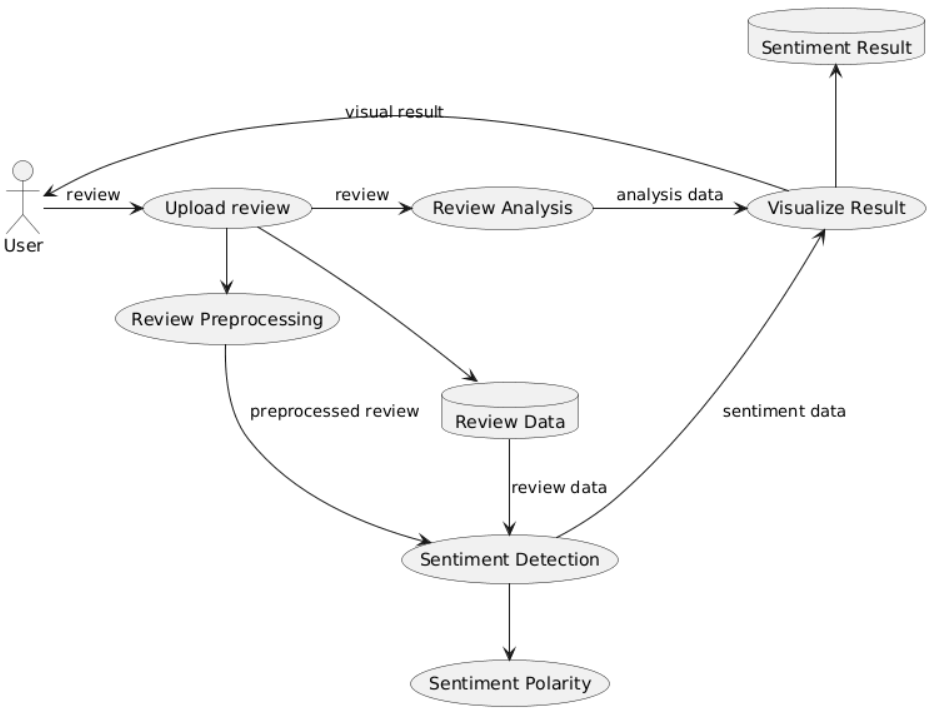 Sentiment Result
visual result
review
review
analysis data
User
Upload review
Review Analysis
Visualize Result
Review Preprocessing
preprocessed review
Review Data
sentiment data
review data
Sentiment Detection
Sentiment Polarity